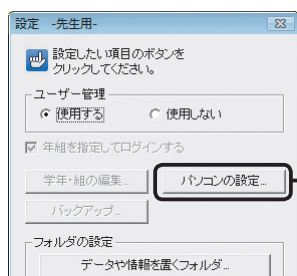 設定 -先生用-
設定したい項目のボタンを
クリックしてください。
ユーザー管理
使用する 使用しない
年組を指定してログインする
学年・組の編集... パソコンの設定...
バックアップ...
フォルダの設定
データや情報を置くフォルダ...